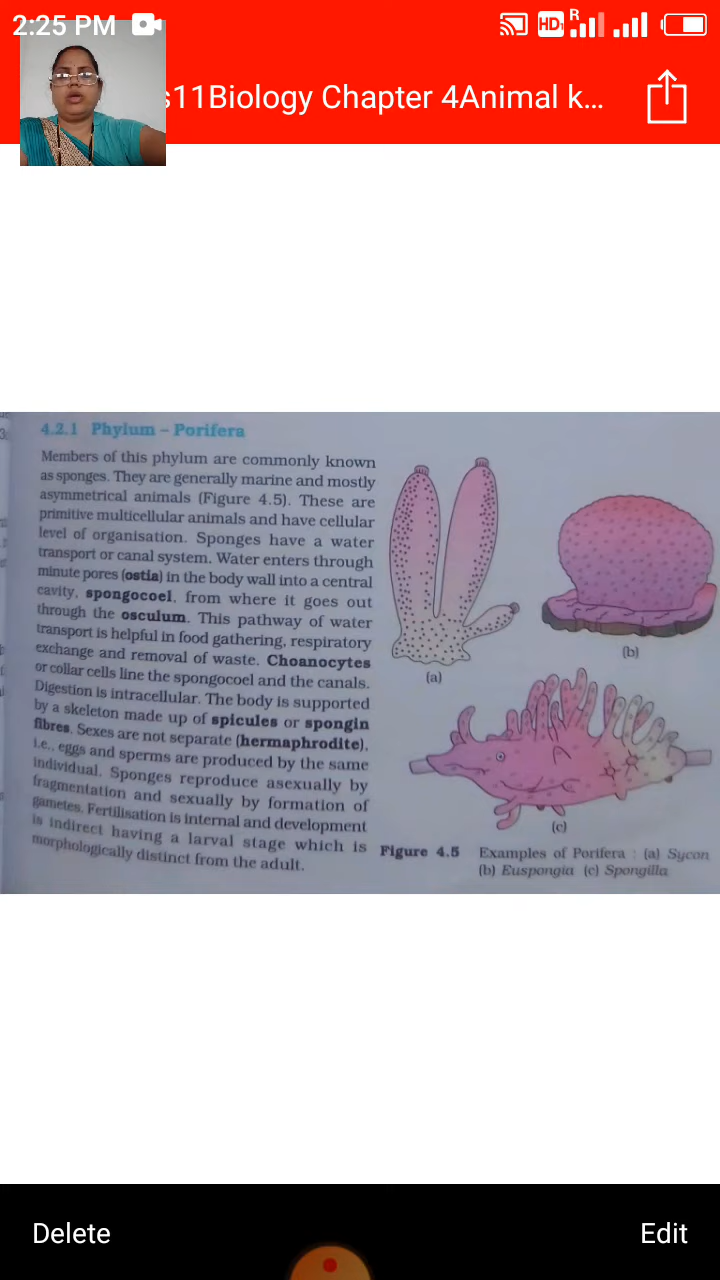 2:25 PM
HD
R
s11Biology Chapter 4Animal k...
4.2.1 Phylum – Porifera
Members of this phylum are commonly known
as sponges. They are generally marine and mostly
asymmetrical animals (Figure 4.5). These are
primitive multicellular animals and have cellular
level of organisation. Sponges have a water
transport or canal system. Water enters through
minute pores (ostia) in the body wall into a central
cavity, spongocoel, from where it goes out
through the osculum. This pathway of water
transport is helpful in food gathering, respiratory
exchange and removal of waste. Choanocytes
or collar cells line the spongocoel and the canals.
Digestion is intracellular. The body is supported
by a skeleton made up of spicules or spongin
fibres. Sexes are not separate (hermaphrodite),
i.e., eggs and sperms are produced by the same
individual. Sponges reproduce asexually by
fragmentation and sexually by formation of
gametes. Fertilisation is internal and development
is indirect having a larval stage which is
morphologically distinct from the adult.
(a)
(b)
(c)
Figure 4.5 Examples of Porifera : (a) Sycon
(b) Euspongia (c) Spongilla
Delete
Edit